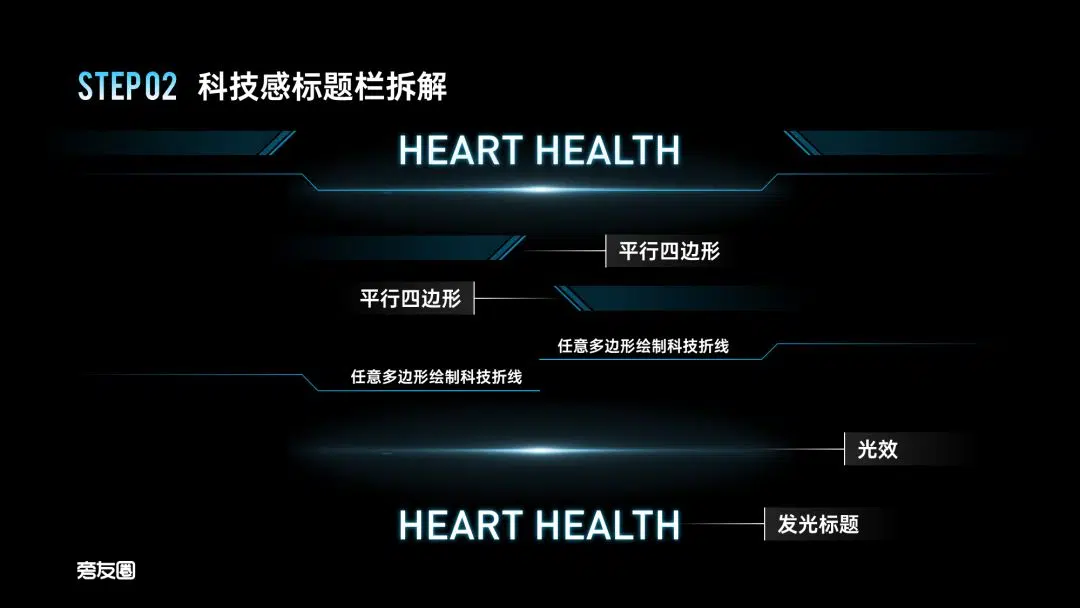 STEP 02 科技感标题栏拆解
HEART HEALTH
平行四边形
平行四边形
任意多边形绘制科技折线
任意多边形绘制科技折线
光效
HEART HEALTH
发光标题
旁友圈